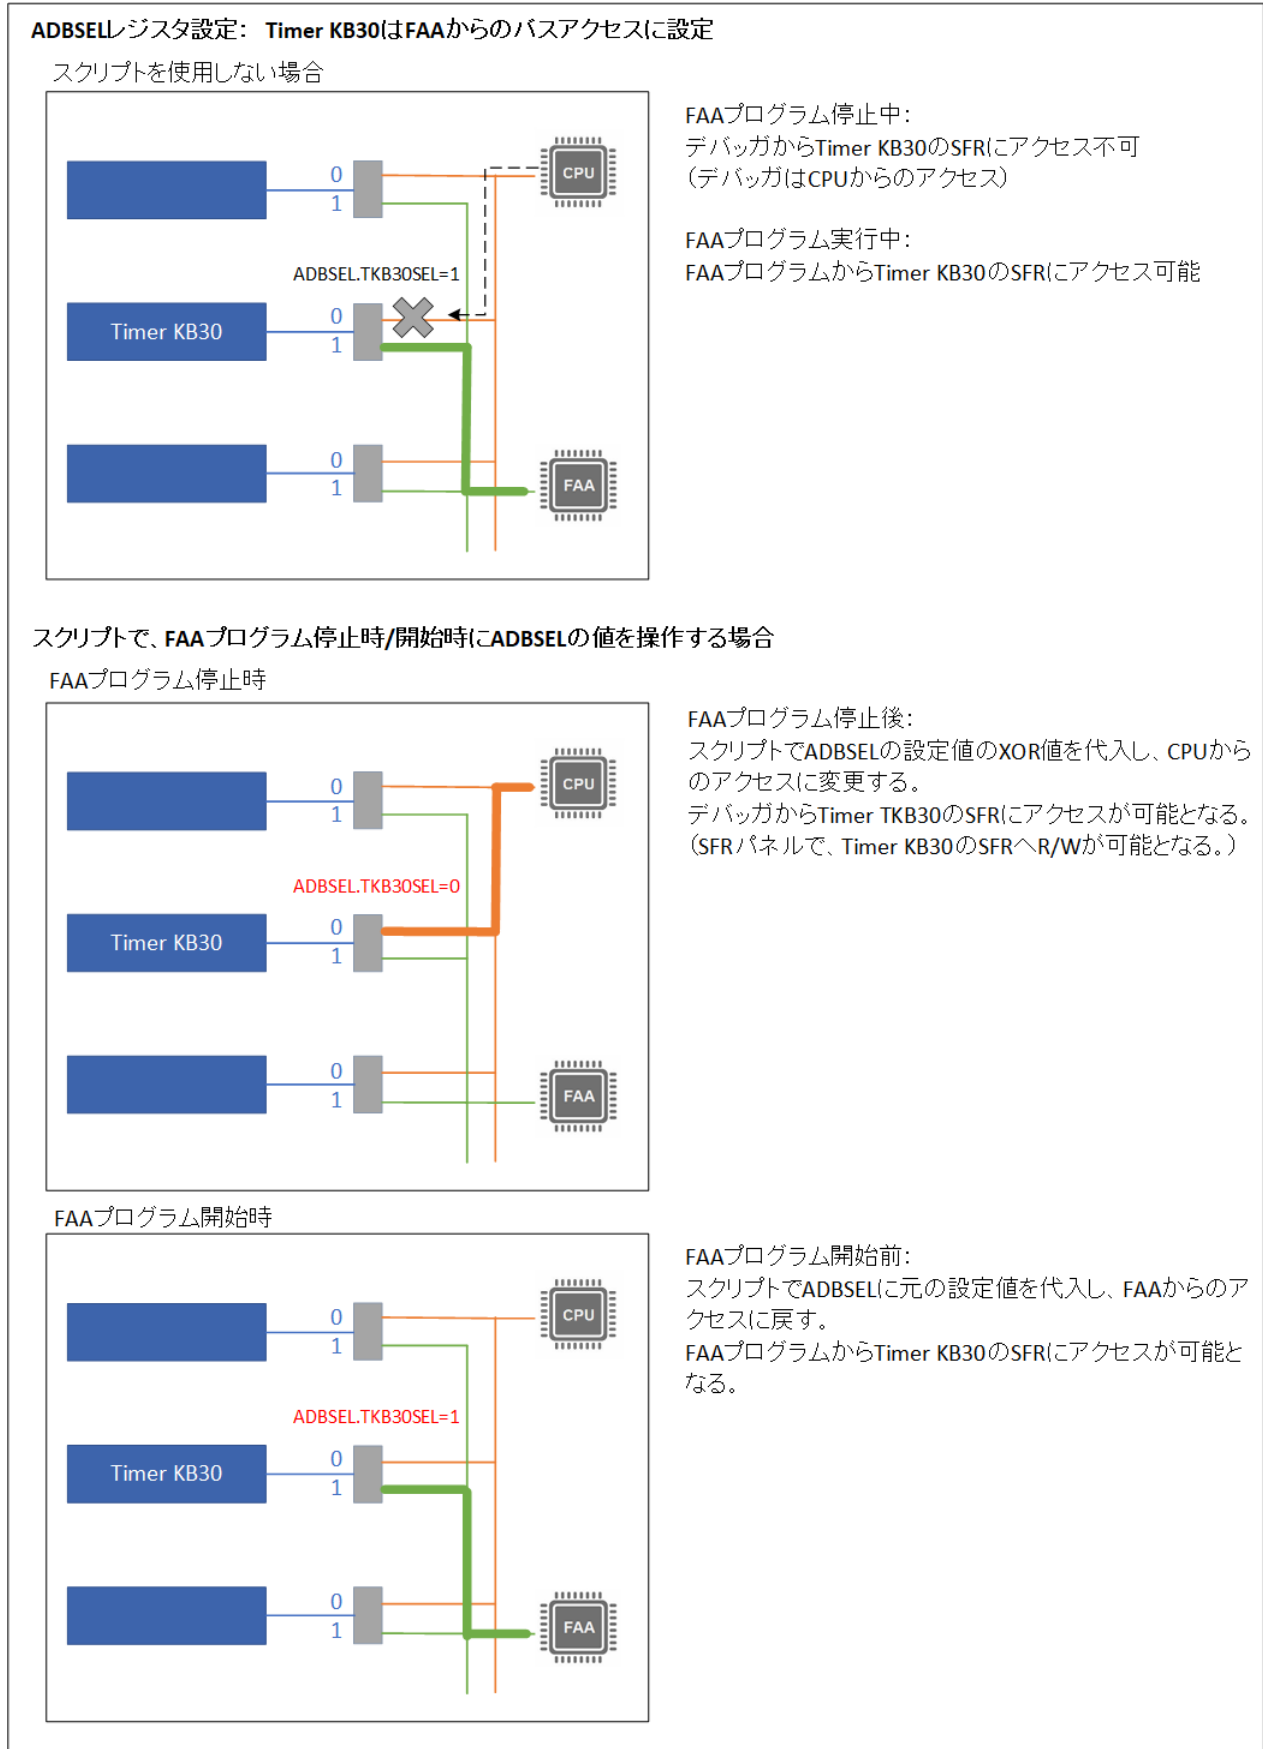 ADBSELレジスタ設定： Timer KB30はFAAからのバスアクセスに設定
スクリプトを使用しない場合
FAAプログラム停止中：
デバッガからTimer KB30のSFRにアクセス不可
（デバッガはCPUからのアクセス）
FAAプログラム実行中：
FAAプログラムからTimer KB30のSFRにアクセス可能
0
1
CPU
ADBSEL.TKB30SEL=1
Timer KB30
0
1
0
1
FAA
スクリプトで、FAAプログラム停止時/開始時にADBSELの値を操作する場合
FAAプログラム停止時
FAAプログラム停止後：
スクリプトでADBSELの設定値のXOR値を代入し、CPUから
のアクセスに変更する。
デバッガからTimer TKB30のSFRにアクセスが可能となる。
（SFRパネルで、Timer KB30のSFRへR/Wが可能となる。）
0
1
CPU
ADBSEL.TKB30SEL=0
Timer KB30
0
1
0
1
FAA
FAAプログラム開始時
FAAプログラム開始前：
スクリプトでADBSELに元の設定値を代入し、FAAからのア
クセスに戻す。
FAAプログラムからTimer KB30のSFRにアクセスが可能と
なる。
0
1
CPU
ADBSEL.TKB30SEL=1
Timer KB30
0
1
0
1
FAA